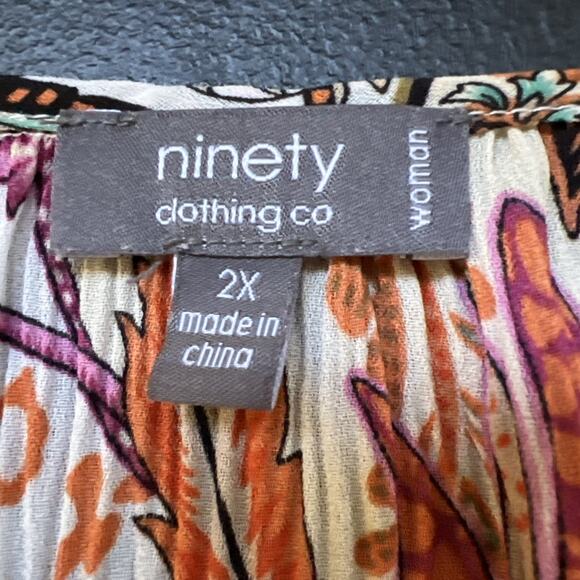 ninety
clothing co
woman
2X
made in
china